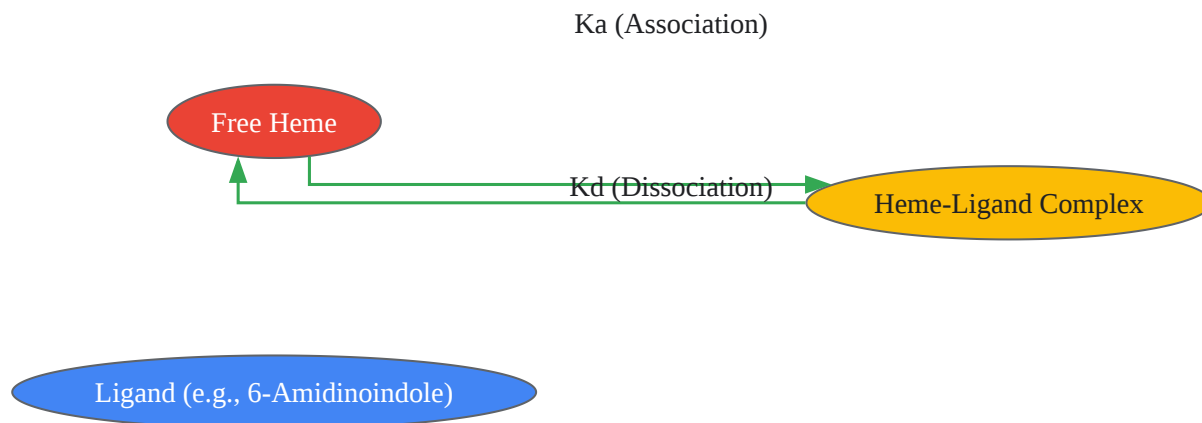 Ka (Association)
Free Heme
Kd (Dissociation)
Heme-Ligand Complex
Ligand (e.g., 6-Amidinoindole)